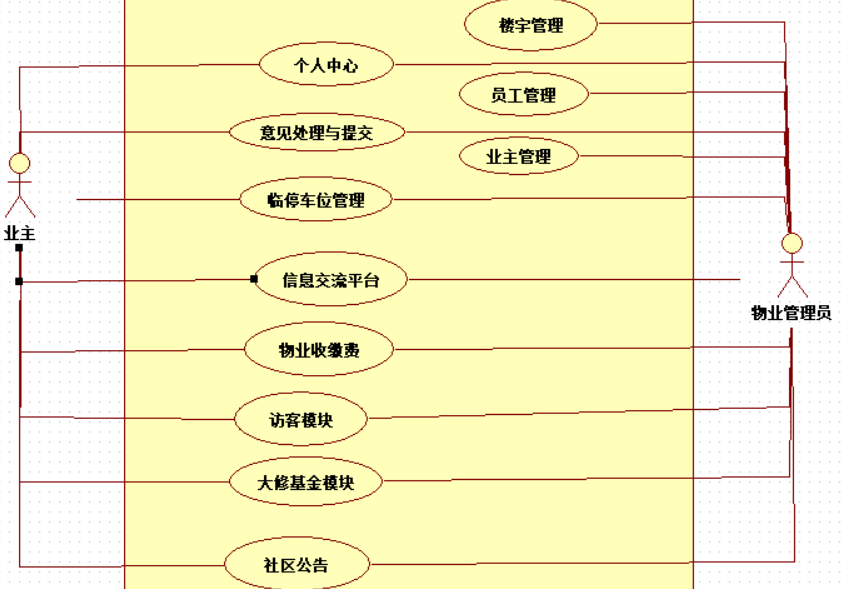 楼宇管理
个人中心
员工管理
意见处理与提交
业主管理
临停车位管理
业主
信息交流平台
物业管理员
物业收缴费
访客模块
大修基金模块
社区公告